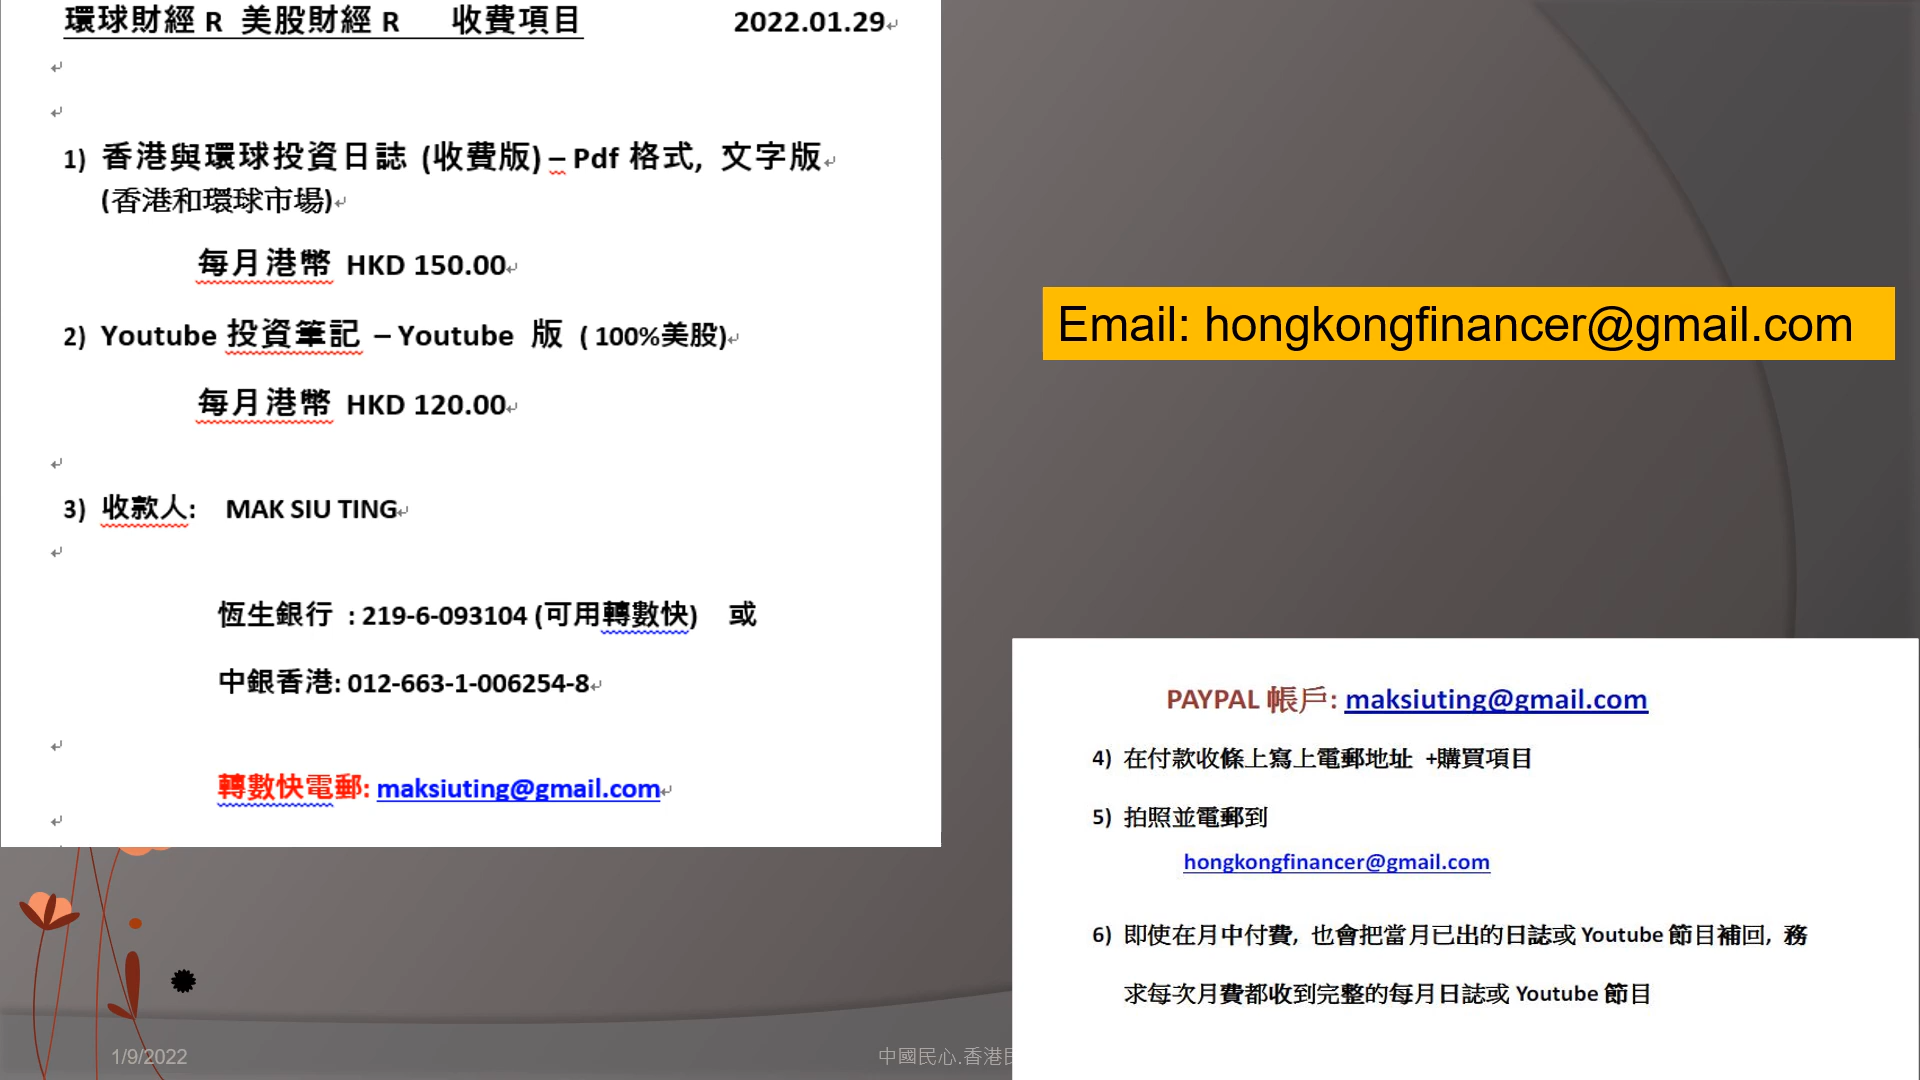 環球財經 R 美股財經 R 收費項目 2022.01.29
1) 香港與環球投資日誌 (收費版) – Pdf 格式, 文字版
(香港和環球市場)
每月港幣 HKD 150.00
2) Youtube 投資筆記 – Youtube 版 ( 100%美股)
每月港幣 HKD 120.00
3) 收款人: MAK SIU TING
恆生銀行 : 219-6-093104 (可用轉數快) 或
中銀香港: 012-663-1-006254-8
轉數快電郵: maksiuting@gmail.com
Email: hongkongfinancer@gmail.com
PAYPAL 帳戶: maksiuting@gmail.com
4) 在付款收條上寫上電郵地址 +購買項目
5) 拍照並電郵到
hongkongfinancer@gmail.com
6) 即使在月中付費, 也會把當月已出的日誌或 Youtube 節目補回, 務
求每次月費都收到完整的每月日誌或 Youtube 節目
1/9/2022
中國民心.香港